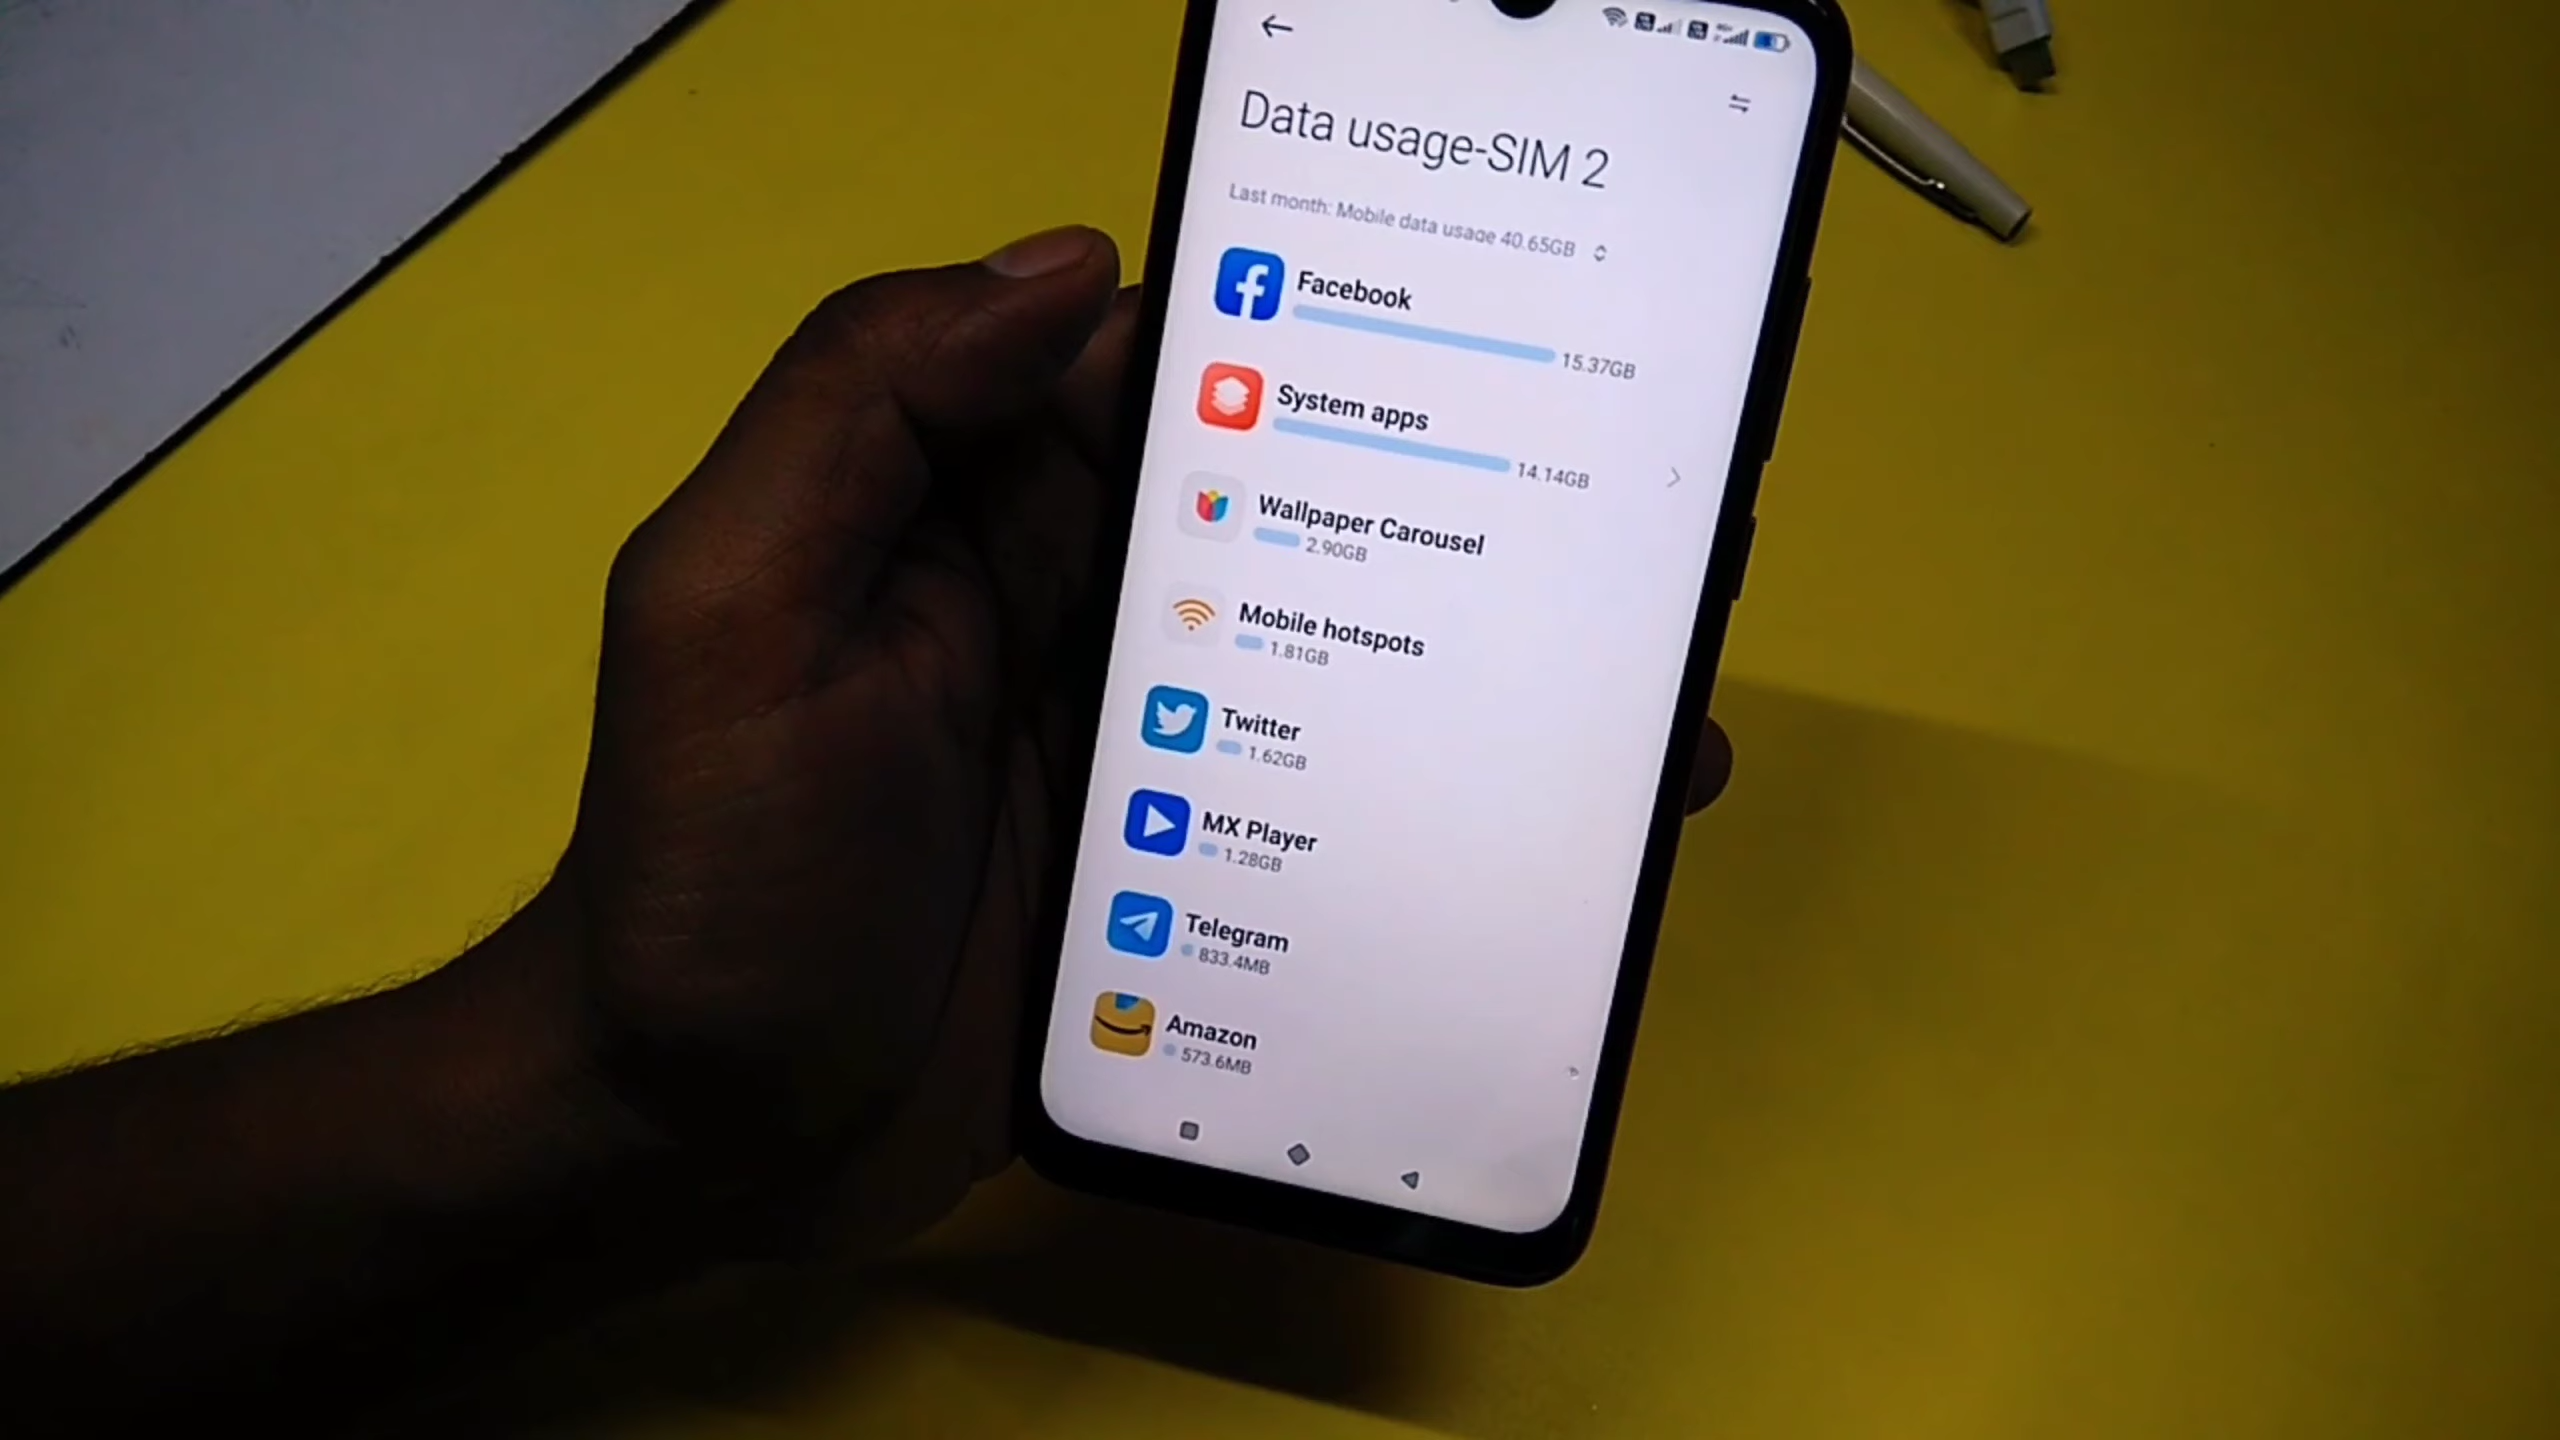 Data usage-SIM 2
Last month: Mobile data usage 40.65GB
Facebook
15.37GB
System apps
14.14GB
Wallpaper Carousel
2.90GB
Mobile hotspots
1.81GB
Twitter
1.62GB
MX Player
1.28GB
Telegram
833.4MB
Amazon
573.6MB